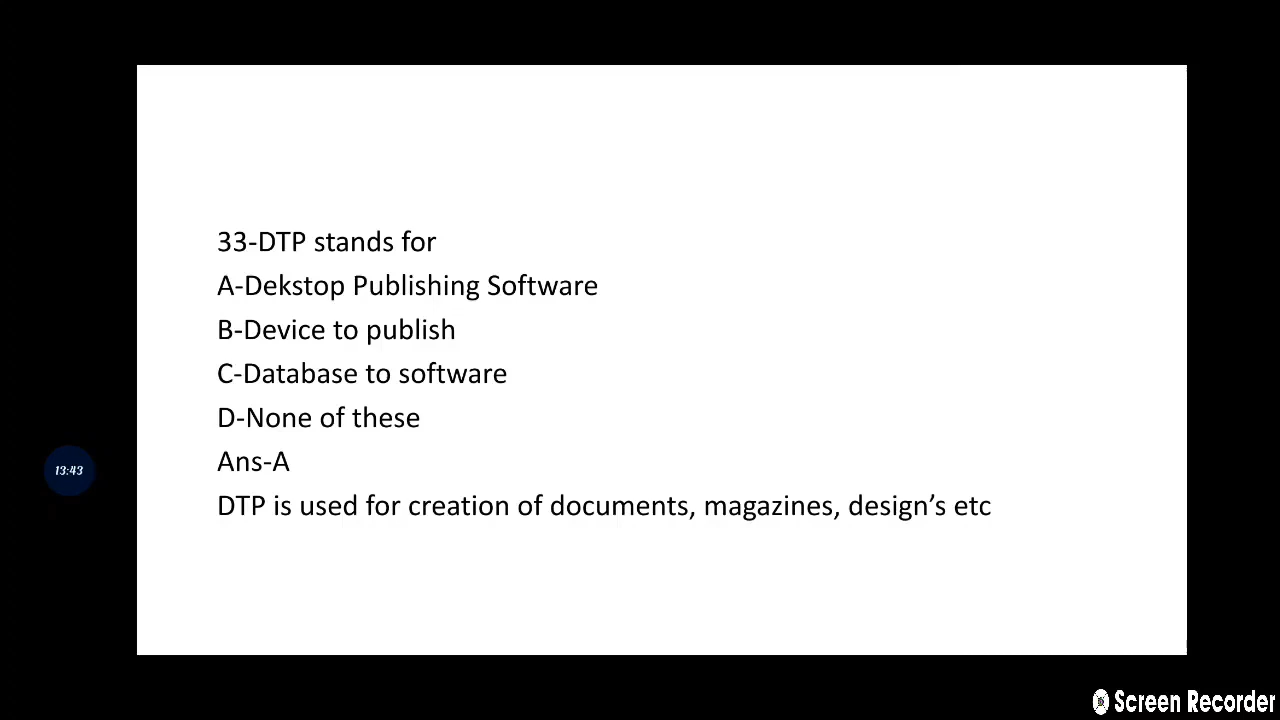 33-DTP stands for
A-Dekstop Publishing Software
B-Device to publish
C-Database to software
D-None of these
Ans-A
13:43
DTP is used for creation of documents, magazines, design’s etc
Screen Recorder